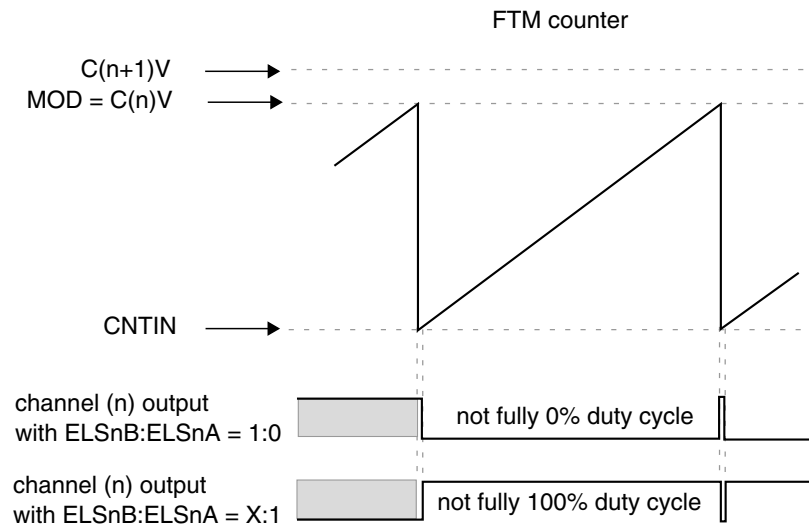 FTM counter
C(n+1)V
MOD = C(n)V
CNTIN
channel (n) output
with ELSnB:ELSnA = 1:0
not fully 0% duty cycle
channel (n) output
with ELSnB:ELSnA = X:1
not fully 100% duty cycle